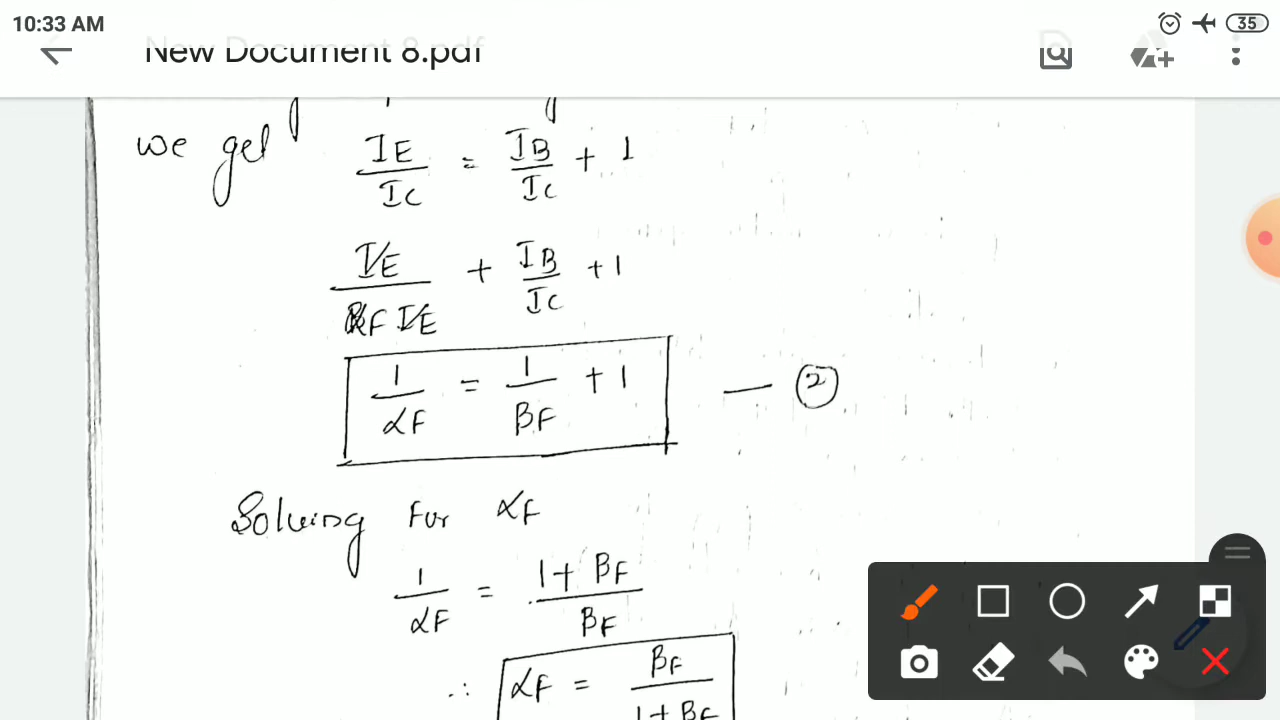 10:33 AM
35
New Document 8.pdf
we get IE/IC = IB/IC + 1
IE/αF IE + IB/IC + 1
1/αF = 1/βF + 1 — ②
Solving For αF
1/αF = 1 + βF/βF
∴ αF = βF/1 + βF